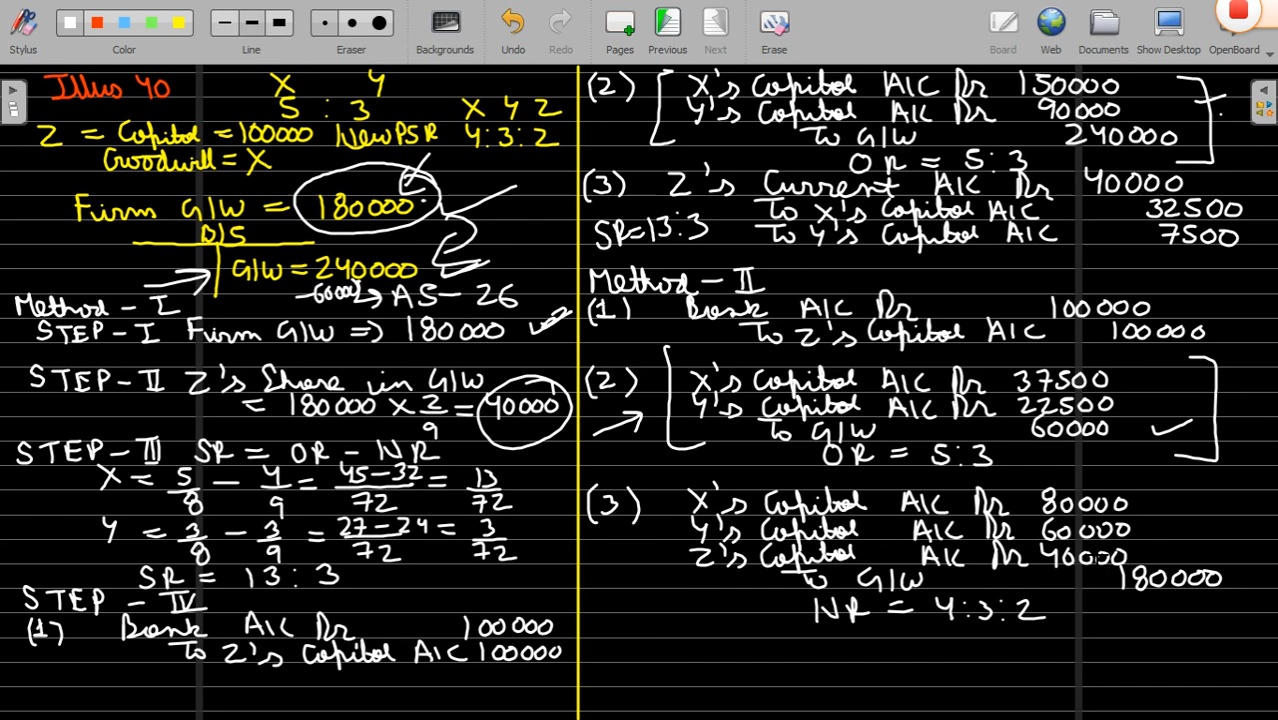 Stylus Color Line Eraser Backgrounds Undo Redo Pages Previous Next Erase Board Web Documents Show Desktop OpenBoard
Illus 40 X Y
5 : 3 X Y Z
Z = Capital = 100000 New PSR 4:3:2
Goodwill = X
Firm G/W = 180000
B/S
G/W = 240000
-60000 → AS-26
Method - I
STEP-I Firm G/W => 180000
STEP-II Z's Share in G/W
= 180000 x 2/9 = 40000
STEP-III SR = OR - NR
X = 5/8 - 4/9 = 45-32/72 = 13/72
Y = 3/8 - 3/9 = 27-24/72 = 3/72
SR = 13:3
STEP - IV
(1) Bank A/C Dr 100000
To Z's Capital A/C 100000
(2) X's Capital A/C Dr 150000
Y's Capital A/C Dr 90000
To G/W 240000
OR = 5:3
(3) Z's Current A/C Dr 40000
To X's Capital A/C 32500
SR=13:3 To Y's Capital A/C 7500
Method - II
(1) Bank A/C Dr 100000
To Z's Capital A/C 100000
(2) X's Capital A/C Dr 37500
Y's Capital A/C Dr 22500
To G/W 60000
OR = 5:3
(3) X's Capital A/C Dr 80000
Y's Capital A/C Dr 60000
Z's Capital A/C Dr 40000
To G/W 180000
NR = 4:3:2